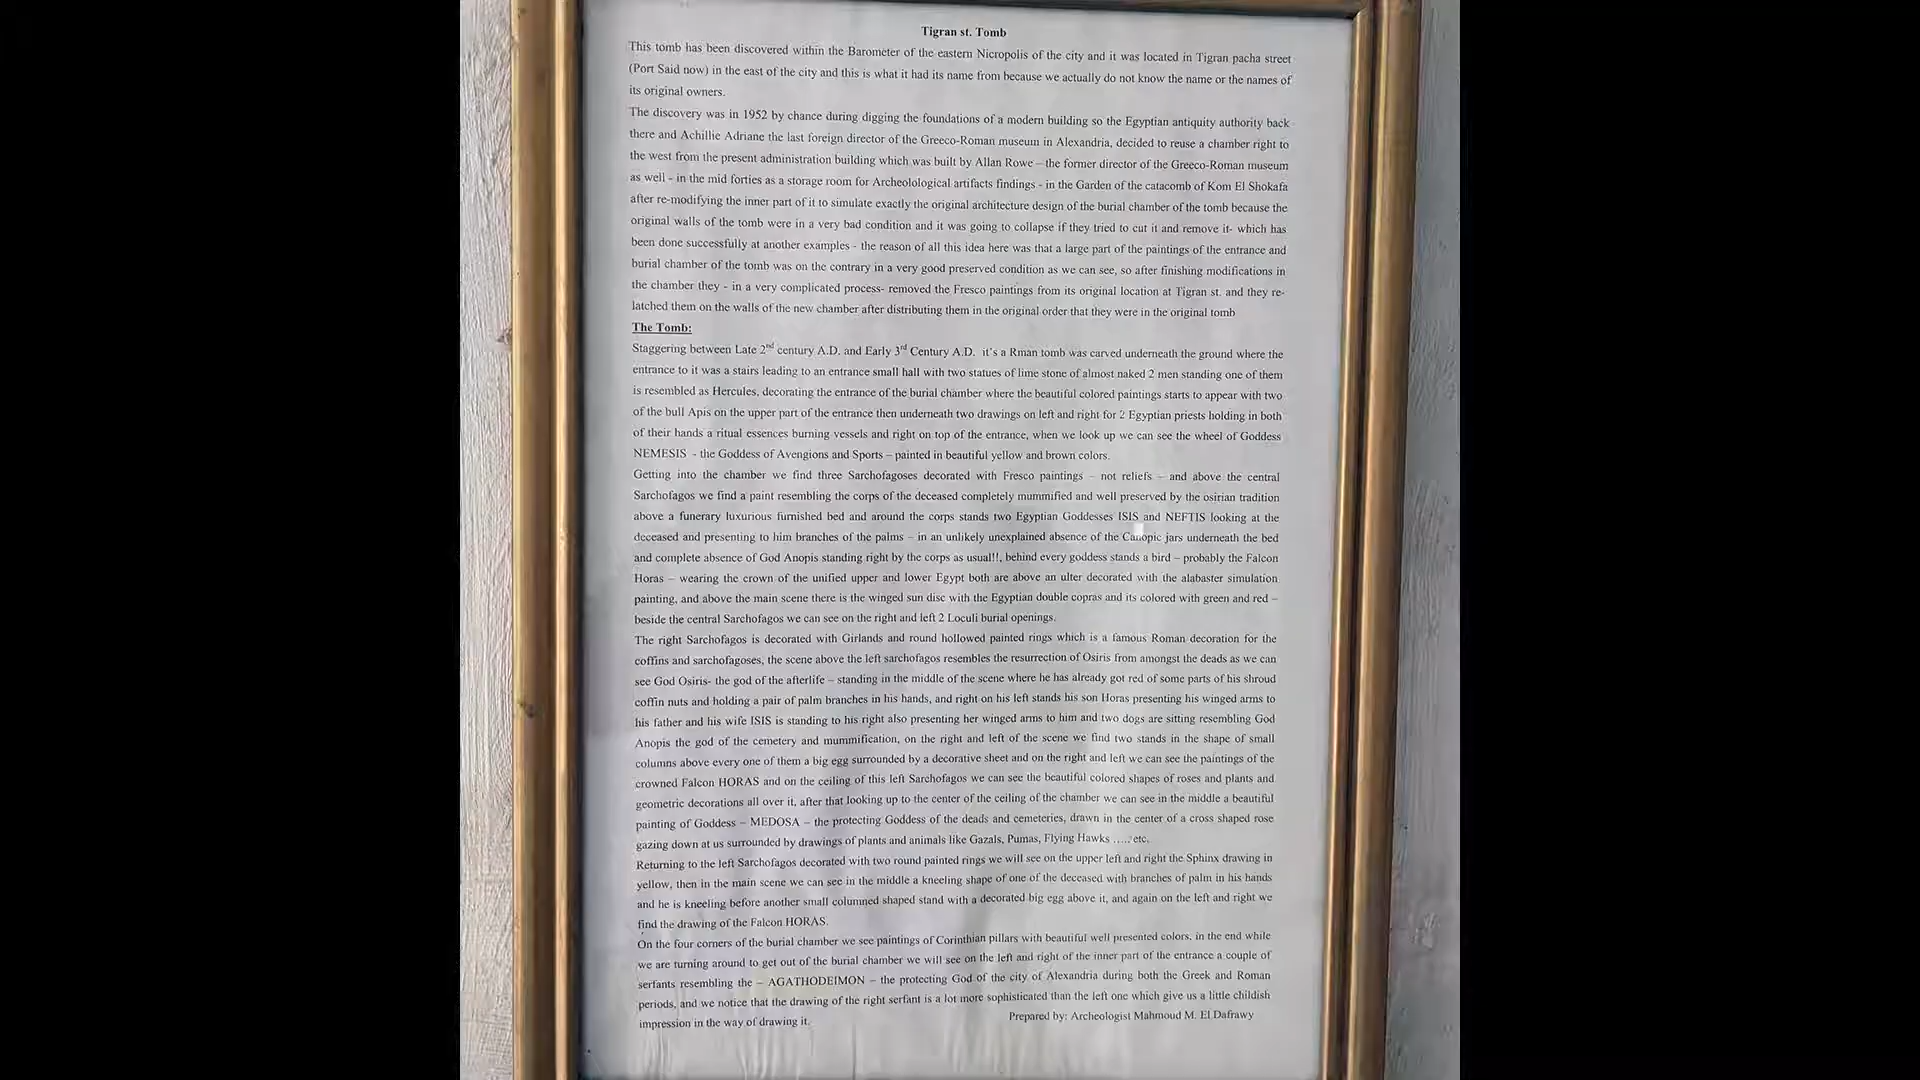 Tigran st. Tomb
This tomb has been discovered within the Barometer of the eastern Nicropolis of the city and it was located in Tigran pacha street
(Port Said now) in the east of the city and this is what it had its name from because we actually do not know the name or the names of
its original owners.
The discovery was in 1952 by chance during digging the foundations of a modern building so the Egyptian antiquity authority back
there and Achillie Adriane the last foreign director of the Greeco-Roman museum in Alexandria, decided to reuse a chamber right to
the west from the present administration building which was built by Allan Rowe – the former director of the Greeco-Roman museum
as well - in the mid forties as a storage room for Archeolological artifacts findings - in the Garden of the catacomb of Kom El Shokafa
after re-modifying the inner part of it to simulate exactly the original architecture design of the burial chamber of the tomb because the
original walls of the tomb were in a very bad condition and it was going to collapse if they tried to cut it and remove it- which has
been done successfully at another examples - the reason of all this idea here was that a large part of the paintings of the entrance and
burial chamber of the tomb was on the contrary in a very good preserved condition as we can see, so after finishing modifications in
the chamber they - in a very complicated process- removed the Fresco paintings from its original location at Tigran st. and they re-
latched them on the walls of the new chamber after distributing them in the original order that they were in the original tomb
The Tomb:
Staggering between Late 2nd century A.D. and Early 3rd Century A.D. it's a Rman tomb was carved underneath the ground where the
entrance to it was a stairs leading to an entrance small hall with two statues of lime stone of almost naked 2 men standing one of them
is resembled as Hercules, decorating the entrance of the burial chamber where the beautiful colored paintings starts to appear with two
of the bull Apis on the upper part of the entrance then underneath two drawings on left and right for 2 Egyptian priests holding in both
of their hands a ritual essences burning vessels and right on top of the entrance, when we look up we can see the wheel of Goddess
NEMESIS - the Goddess of Avengions and Sports – painted in beautiful yellow and brown colors.
Getting into the chamber we find three Sarchofagoses decorated with Fresco paintings – not reliefs – and above the central
Sarchofagos we find a paint resembling the corps of the deceased completely mummified and well preserved by the osirian tradition
above a funerary luxurious furnished bed and around the corps stands two Egyptian Goddesses ISIS and NEFTIS looking at the
deceased and presenting to him branches of the palms – in an unlikely unexplained absence of the Canopic jars underneath the bed
and complete absence of God Anopis standing right by the corps as usual!!, behind every goddess stands a bird – probably the Falcon
Horas – wearing the crown of the unified upper and lower Egypt both are above an ulter decorated with the alabaster simulation
painting, and above the main scene there is the winged sun disc with the Egyptian double copras and its colored with green and red –
beside the central Sarchofagos we can see on the right and left 2 Loculi burial openings.
The right Sarchofagos is decorated with Girlands and round hollowed painted rings which is a famous Roman decoration for the
coffins and sarchofagoses, the scene above the left sarchofagos resembles the resurrection of Osiris from amongst the deads as we can
see God Osiris- the god of the afterlife – standing in the middle of the scene where he has already got red of some parts of his shroud
coffin nuts and holding a pair of palm branches in his hands, and right on his left stands his son Horas presenting his winged arms to
his father and his wife ISIS is standing to his right also presenting her winged arms to him and two dogs are sitting resembling God
Anopis the god of the cemetery and mummification, on the right and left of the scene we find two stands in the shape of small
columns above every one of them a big egg surrounded by a decorative sheet and on the right and left we can see the paintings of the
crowned Falcon HORAS and on the ceiling of this left Sarchofagos we can see the beautiful colored shapes of roses and plants and
geometric decorations all over it, after that looking up to the center of the ceiling of the chamber we can see in the middle a beautiful
painting of Goddess – MEDOSA – the protecting Goddess of the deads and cemeteries, drawn in the center of a cross shaped rose
gazing down at us surrounded by drawings of plants and animals like Gazals, Pumas, Flying Hawks ….. etc.
Returning to the left Sarchofagos decorated with two round painted rings we will see on the upper left and right the Sphinx drawing in
yellow, then in the main scene we can see in the middle a kneeling shape of one of the deceased with branches of palm in his hands
and he is kneeling before another small columned shaped stand with a decorated big egg above it, and again on the left and right we
find the drawing of the Falcon HORAS.
On the four corners of the burial chamber we see paintings of Corinthian pillars with beautiful well presented colors. in the end while
we are turning around to get out of the burial chamber we will see on the left and right of the inner part of the entrance a couple of
serfants resembling the – AGATHODEIMON – the protecting God of the city of Alexandria during both the Greek and Roman
periods, and we notice that the drawing of the right serfant is a lot more sophisticated than the left one which give us a little childish
impression in the way of drawing it.
Prepared by: Archeologist Mahmoud M. El Dafrawy